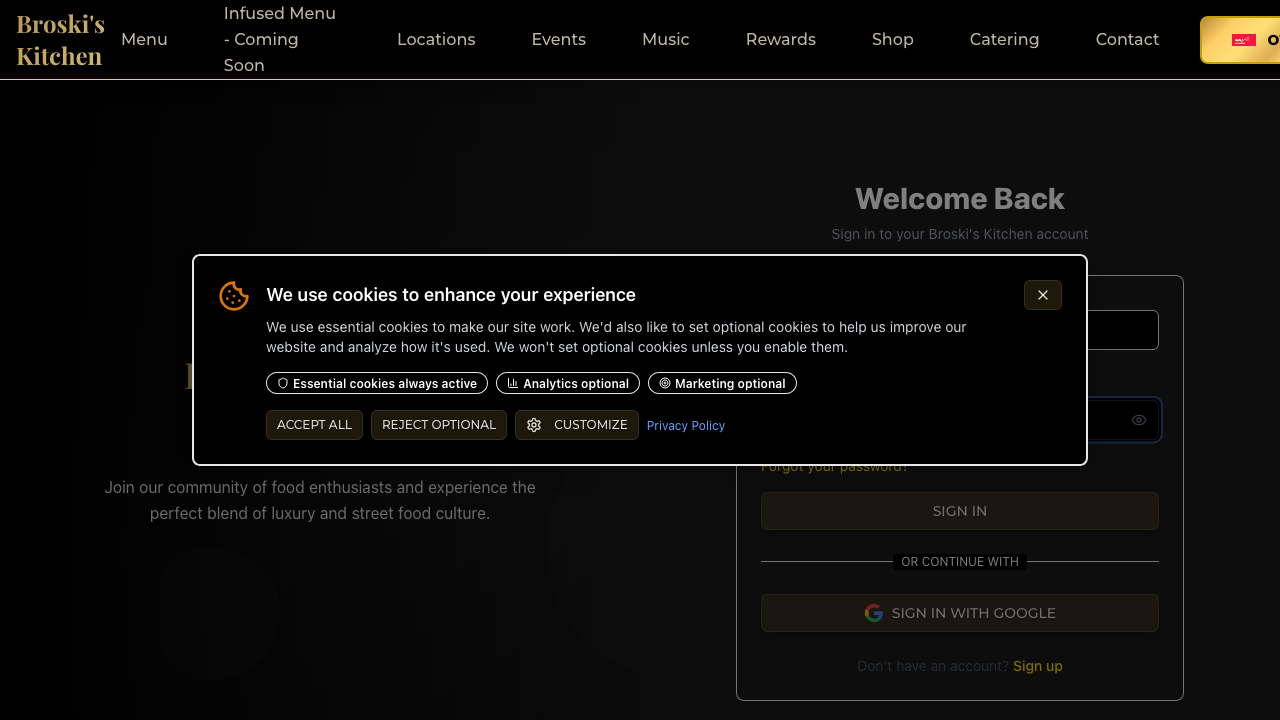 Broski's
Kitchen
Menu
Infused Menu
- Coming
Soon
Locations
Events
Music
Rewards
Shop
Catering
Contact
Welcome Back
Sign in to your Broski's Kitchen account
We use cookies to enhance your experience
We use essential cookies to make our site work. We'd also like to set optional cookies to help us improve our
website and analyze how it's used. We won't set optional cookies unless you enable them.
Essential cookies always active
Analytics optional
Marketing optional
ACCEPT ALL
REJECT OPTIONAL
CUSTOMIZE
Privacy Policy
Forgot your password?
Join our community of food enthusiasts and experience the
perfect blend of luxury and street food culture.
SIGN IN
OR CONTINUE WITH
SIGN IN WITH GOOGLE
Don't have an account? Sign up